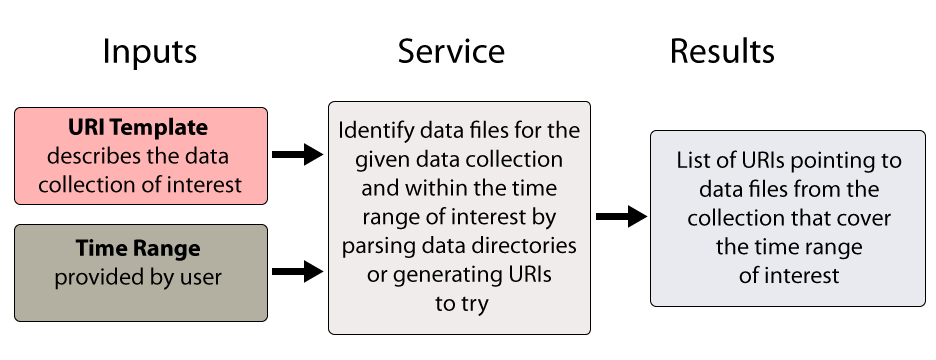 Inputs
Service
Results
URI Template
describes the data
collection of interest
Time Range
provided by user
Identify data files for the
given data collection
and within the time
range of interest by
parsing data directories
or generating URIs
to try
List of URIs pointing to
data files from the
collection that cover
the time range
of interest